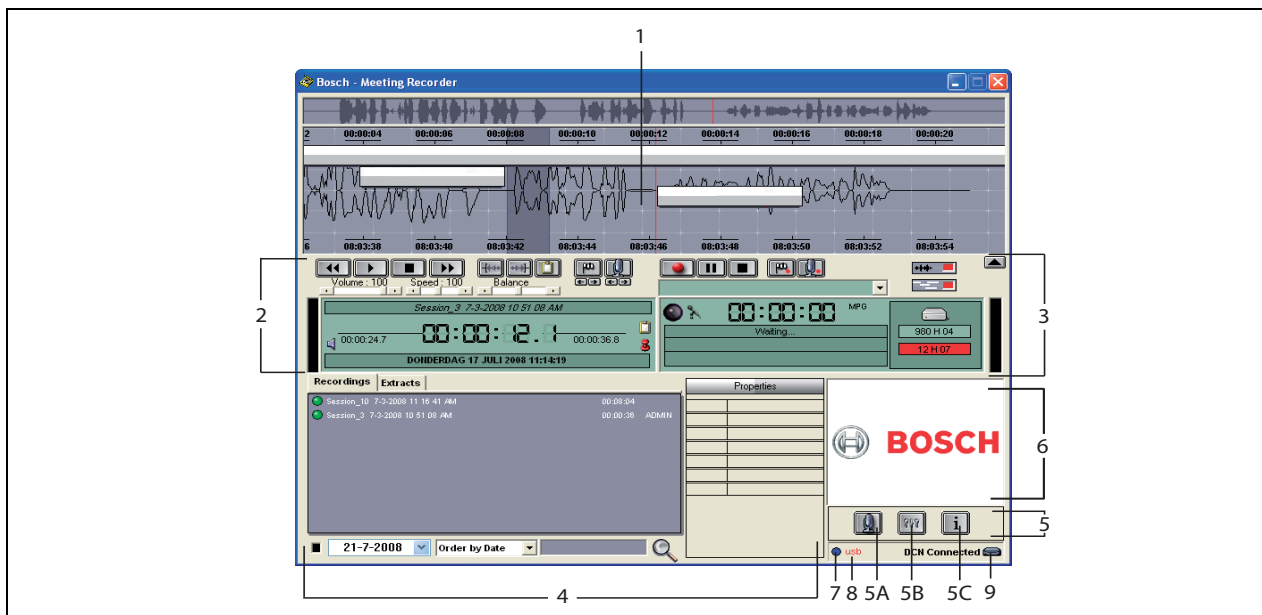 1
Bosch - Meeting Recorder
2 00:00:04 00:00:06 00:00:08 00:00:10 00:00:12 00:00:14 00:00:16 00:00:18 00:00:20
6 08:03:38 08:03:40 08:03:42 08:03:44 08:03:46 08:03:48 08:03:50 08:03:52 08:03:54
2
3
Volume : 100 Speed : 100 Balance
Session_3 7-3-2008 10 51 08 AM
00:00:24.7 00:00:12.1 00:00:36.8
DONDERDAG 17 JULI 2008 11:14:19
00:00:00 MPG
Waiting...
980 H 04
12 H 07
Recordings Extracts
Session_10 7-3-2008 11 16 41 AM 00:08:04
Session_3 7-3-2008 10 51 08 AM 00:00:36 ADMIN
Properties
BOSCH
6
i
5
21-7-2008 Order by Date
usb DCN Connected
4
7 8 5A 5B 5C 9